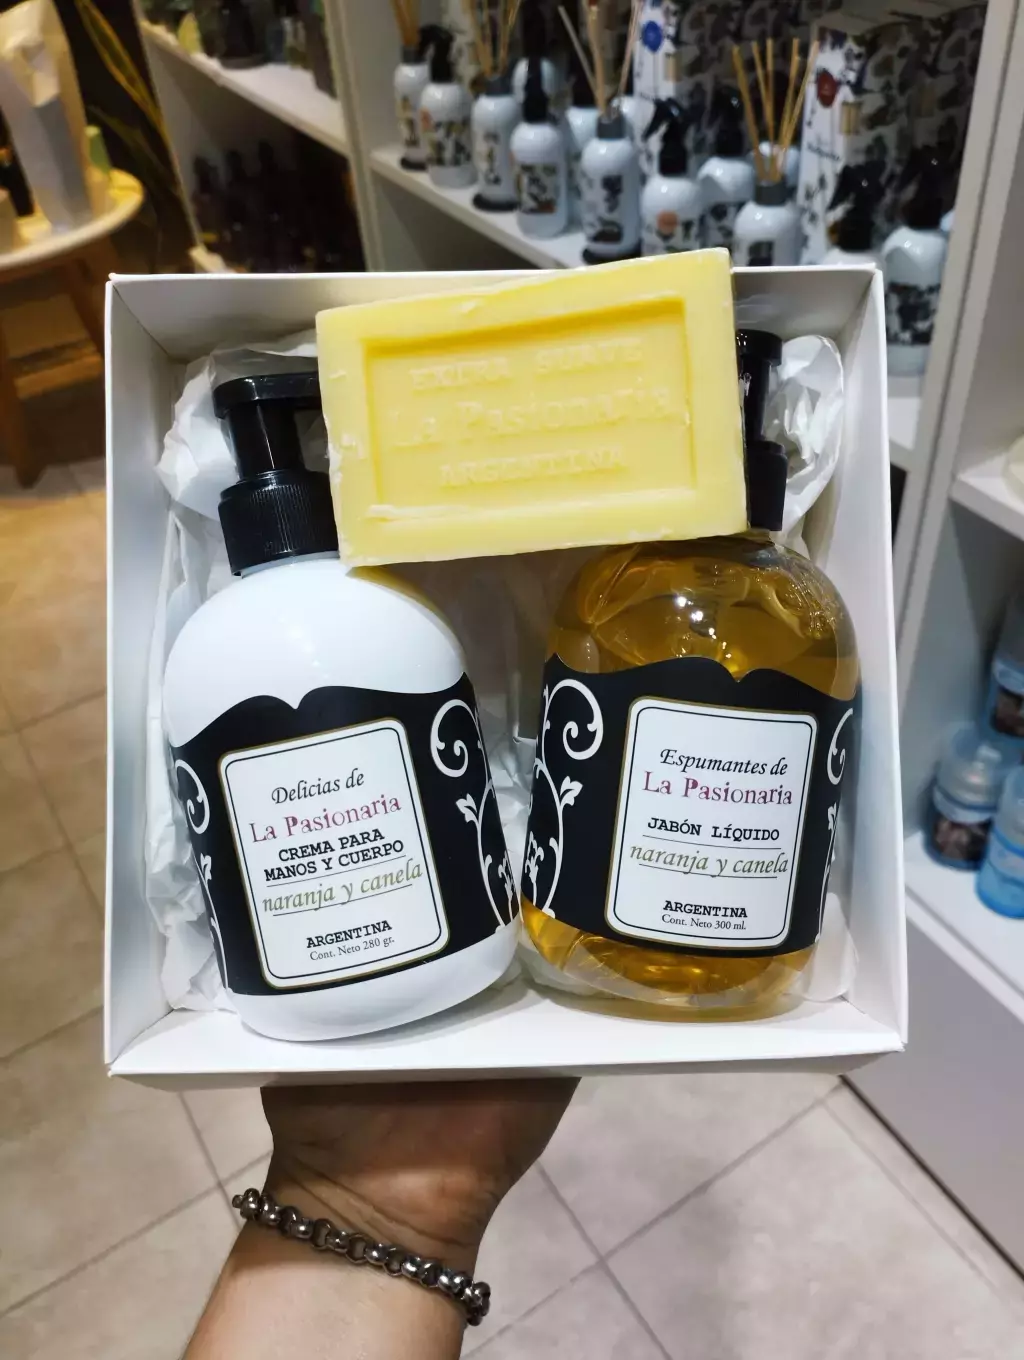 EXTRA SUAVE
La Pasionaria
ARGENTINA
Delicias de
La Pasionaria
CREMA PARA
MANOS Y CUERPO
naranja y canela
ARGENTINA
Cont. Neto 280 gr.
Espumantes de
La Pasionaria
JABÓN LÍQUIDO
naranja y canela
ARGENTINA
Cont. Neto 300 ml.